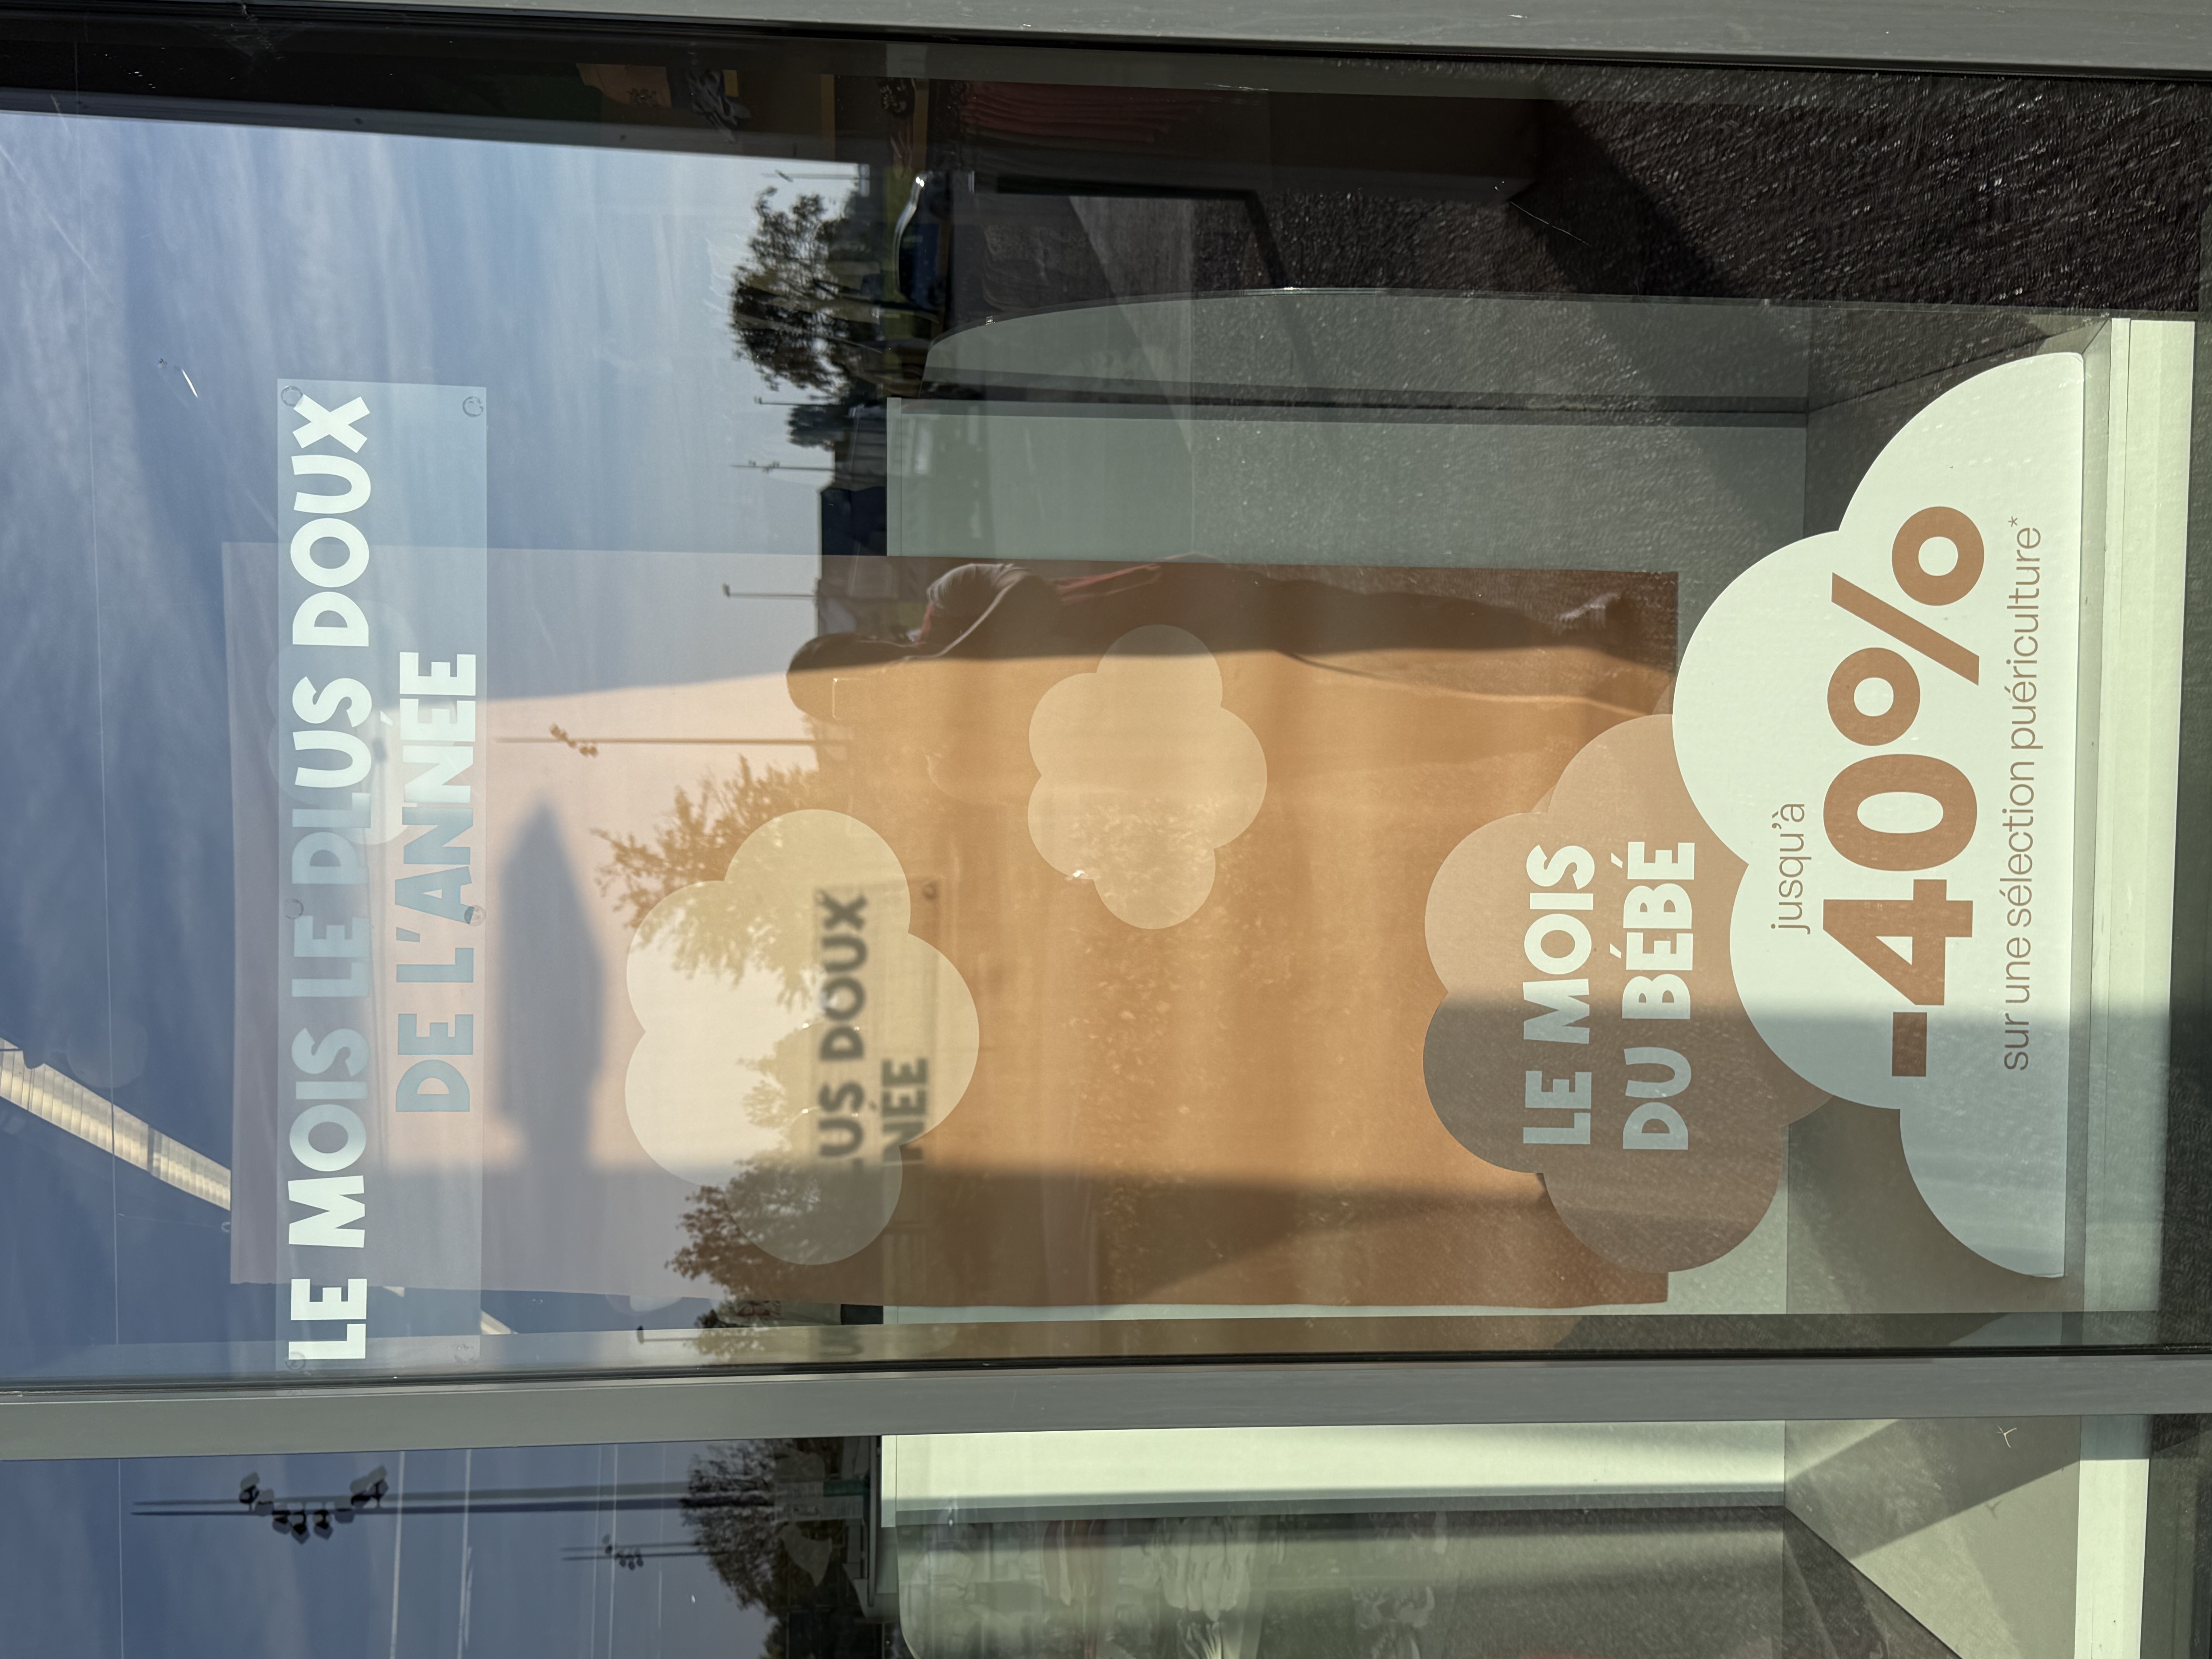 LE MOIS LE PLUS DOUX
DE L'ANNÉE
LE MOIS
DU BÉBÉ
jusqu'à
-40%
sur une sélection puériculture*